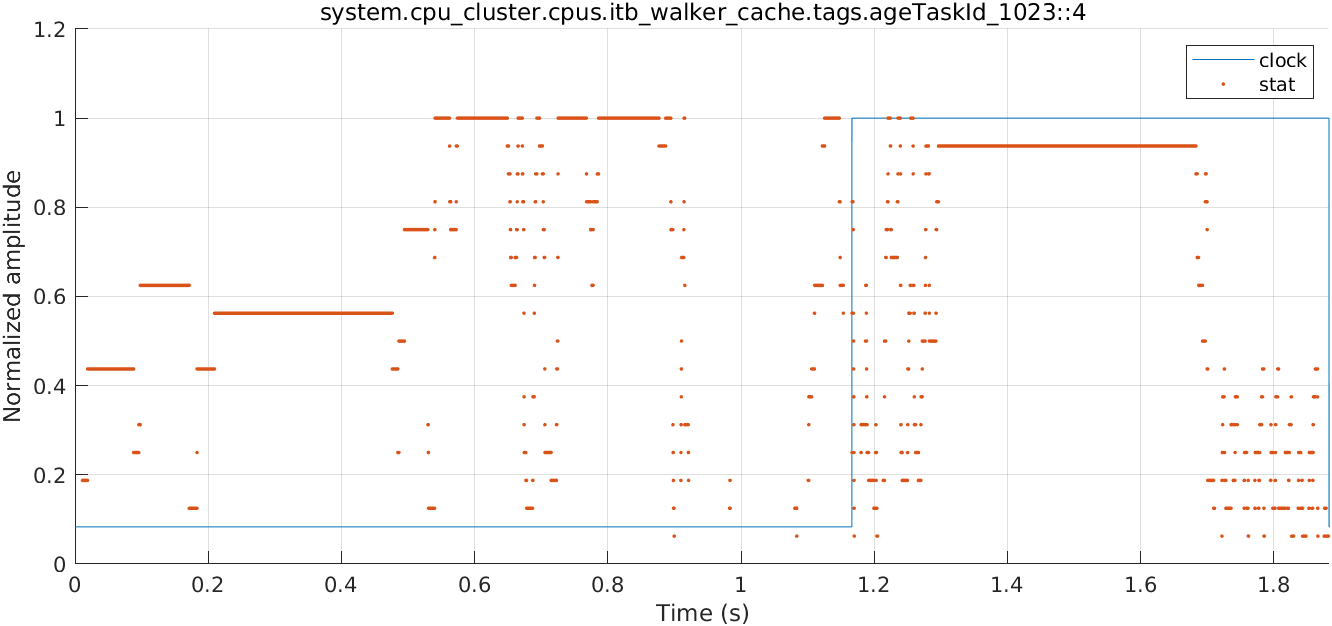 system.cpu_cluster.cpus.itb_walker_cache.tags.ageTaskId_1023::4
1.2
clock
stat
1
0.8
0.6
0.4
0.2
0
Normalized amplitude
0 0.2 0.4 0.6 0.8 1 1.2 1.4 1.6 1.8
Time (s)